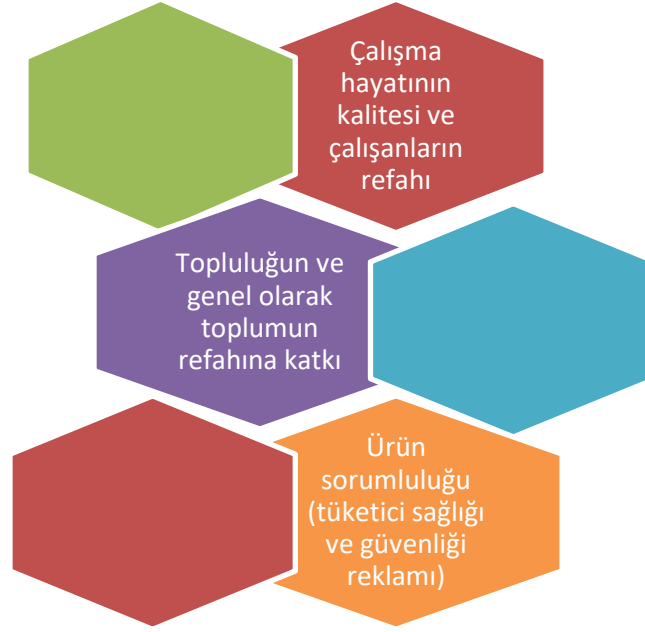 Çalışma
hayatının
kalitesi ve
çalışanların
refahı
Topluluğun ve
genel olarak
toplumun
refahına katkı
Ürün
sorumluluğu
(tüketici sağlığı
ve güvenliği
reklamı)